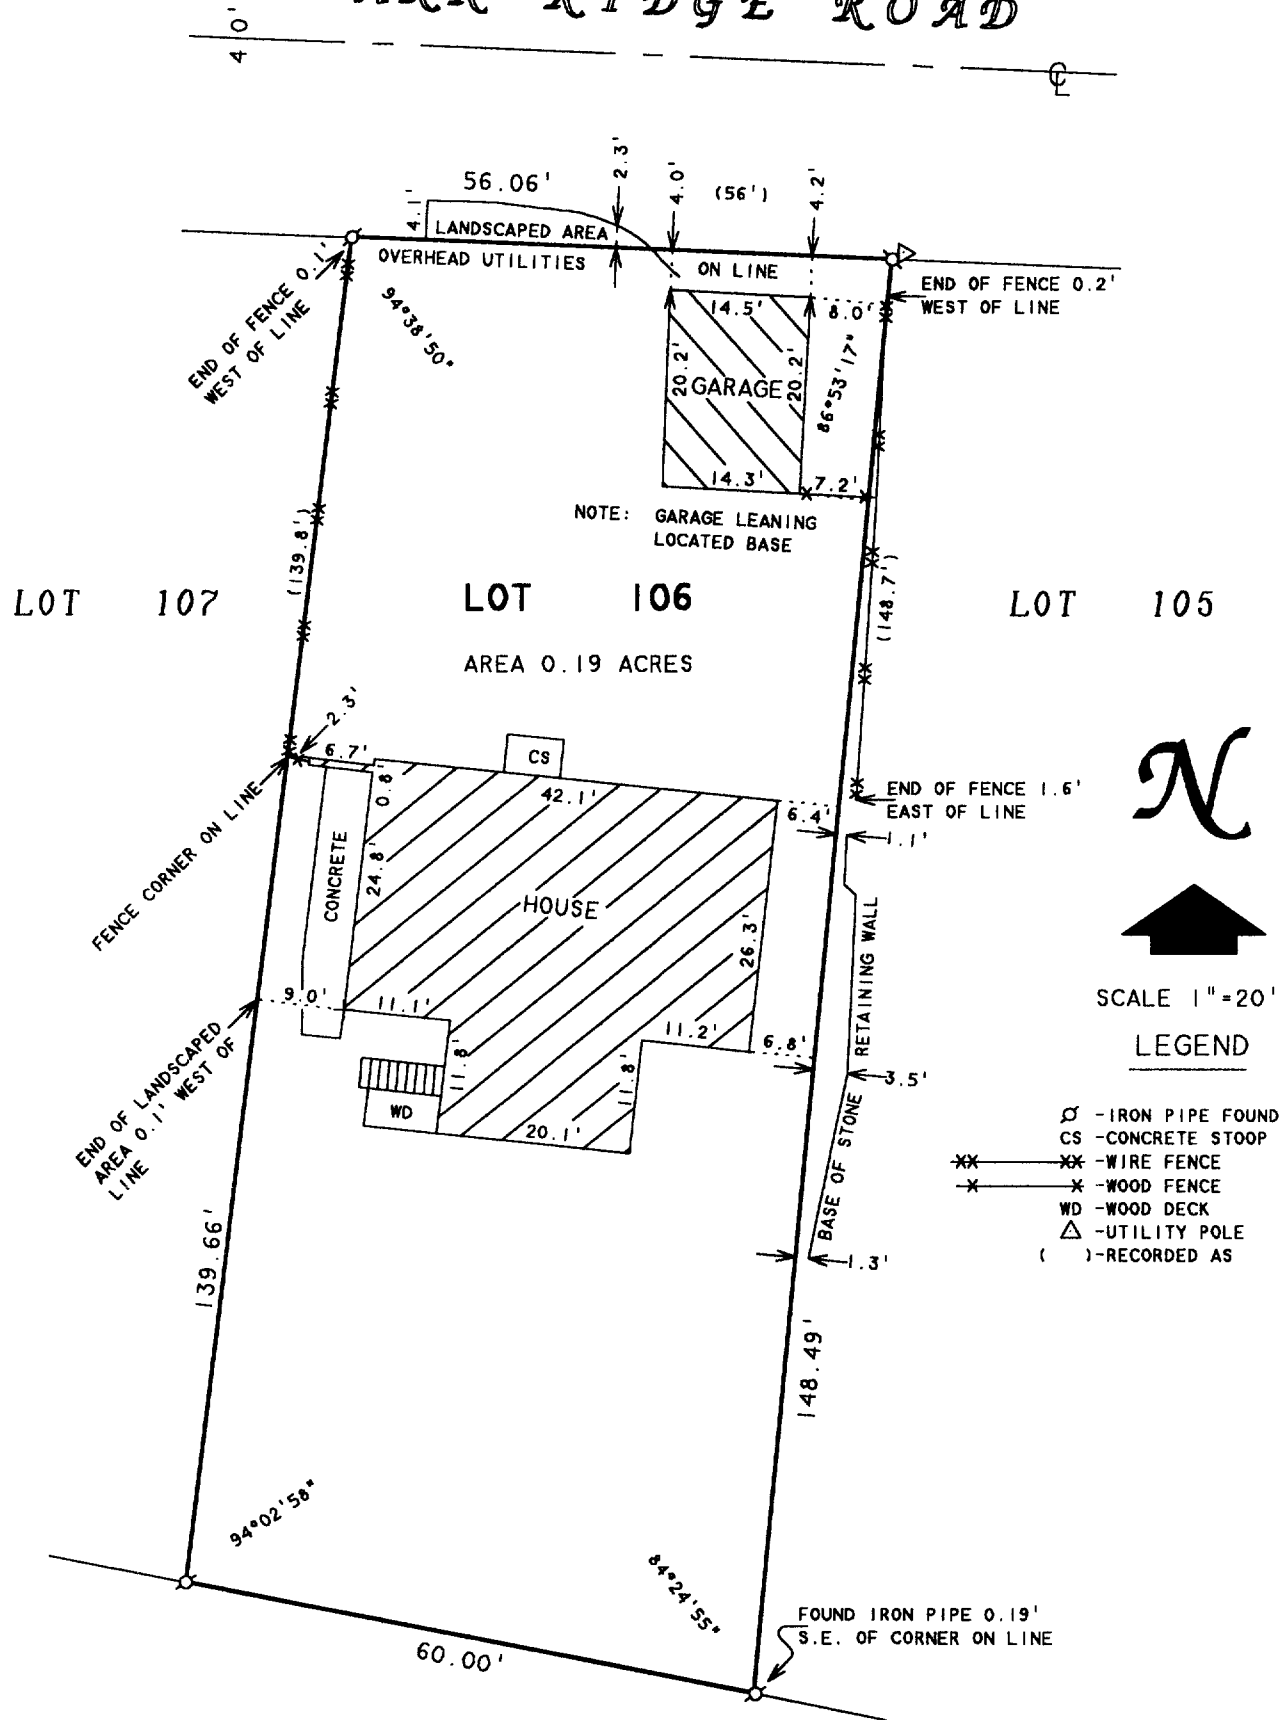 RIDGE ROAD
40'
℄
56.06'
4.1'
2.3'
4.0'
(56')
4.2'
LANDSCAPED AREA
OVERHEAD UTILITIES
ON LINE
END OF FENCE 0.1'
WEST OF LINE
94°38'50"
END OF FENCE 0.2'
WEST OF LINE
14.5'
8.0'
20.2'
GARAGE
20.2'
86°53'17"
14.3'
7.2'
NOTE: GARAGE LEANING
LOCATED BASE
(139.8')
(148.7')
LOT 107
LOT 106
LOT 105
AREA 0.19 ACRES
2.3'
6.7'
CS
0.8'
42.1'
6.4'
END OF FENCE 1.6'
EAST OF LINE
1.1'
FENCE CORNER ON LINE
CONCRETE
24.8'
HOUSE
26.3'
BASE OF STONE RETAINING WALL
N
SCALE 1"=20'
LEGEND
9.0'
11.1'
11.2'
6.8'
3.5'
END OF LANDSCAPED
AREA 0.1' WEST OF
LINE
11.8'
11.8'
WD
20.1'
1.3'
-IRON PIPE FOUND
CS -CONCRETE STOOP
XX XX -WIRE FENCE
X X -WOOD FENCE
WD -WOOD DECK
-UTILITY POLE
( )-RECORDED AS
139.66'
148.49'
94°02'58"
84°24'55"
60.00'
FOUND IRON PIPE 0.19'
S.E. OF CORNER ON LINE